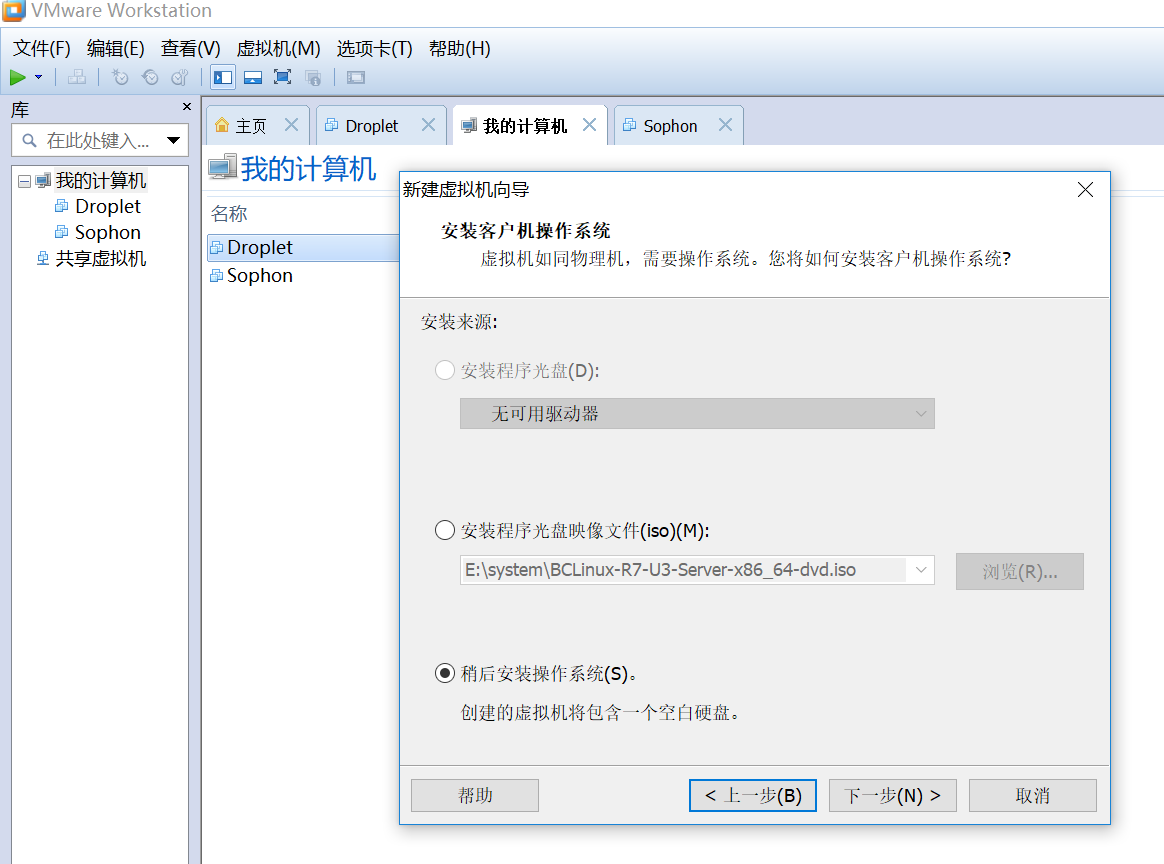 VMware Workstation
文件(F) 编辑(E) 查看(V) 虚拟机(M) 选项卡(T) 帮助(H)
库
在此处键入...
我的计算机
Droplet
Sophon
共享虚拟机
主页 Droplet 我的计算机 Sophon
我的计算机
名称
Droplet
Sophon
新建虚拟机向导
安装客户机操作系统
虚拟机如同物理机，需要操作系统。您将如何安装客户机操作系统?
安装来源:
安装程序光盘(D):
无可用驱动器
安装程序光盘映像文件(iso)(M):
E:\system\BCLinux-R7-U3-Server-x86_64-dvd.iso 浏览(R)...
稍后安装操作系统(S)。
创建的虚拟机将包含一个空白硬盘。
帮助 < 上一步(B) 下一步(N) > 取消